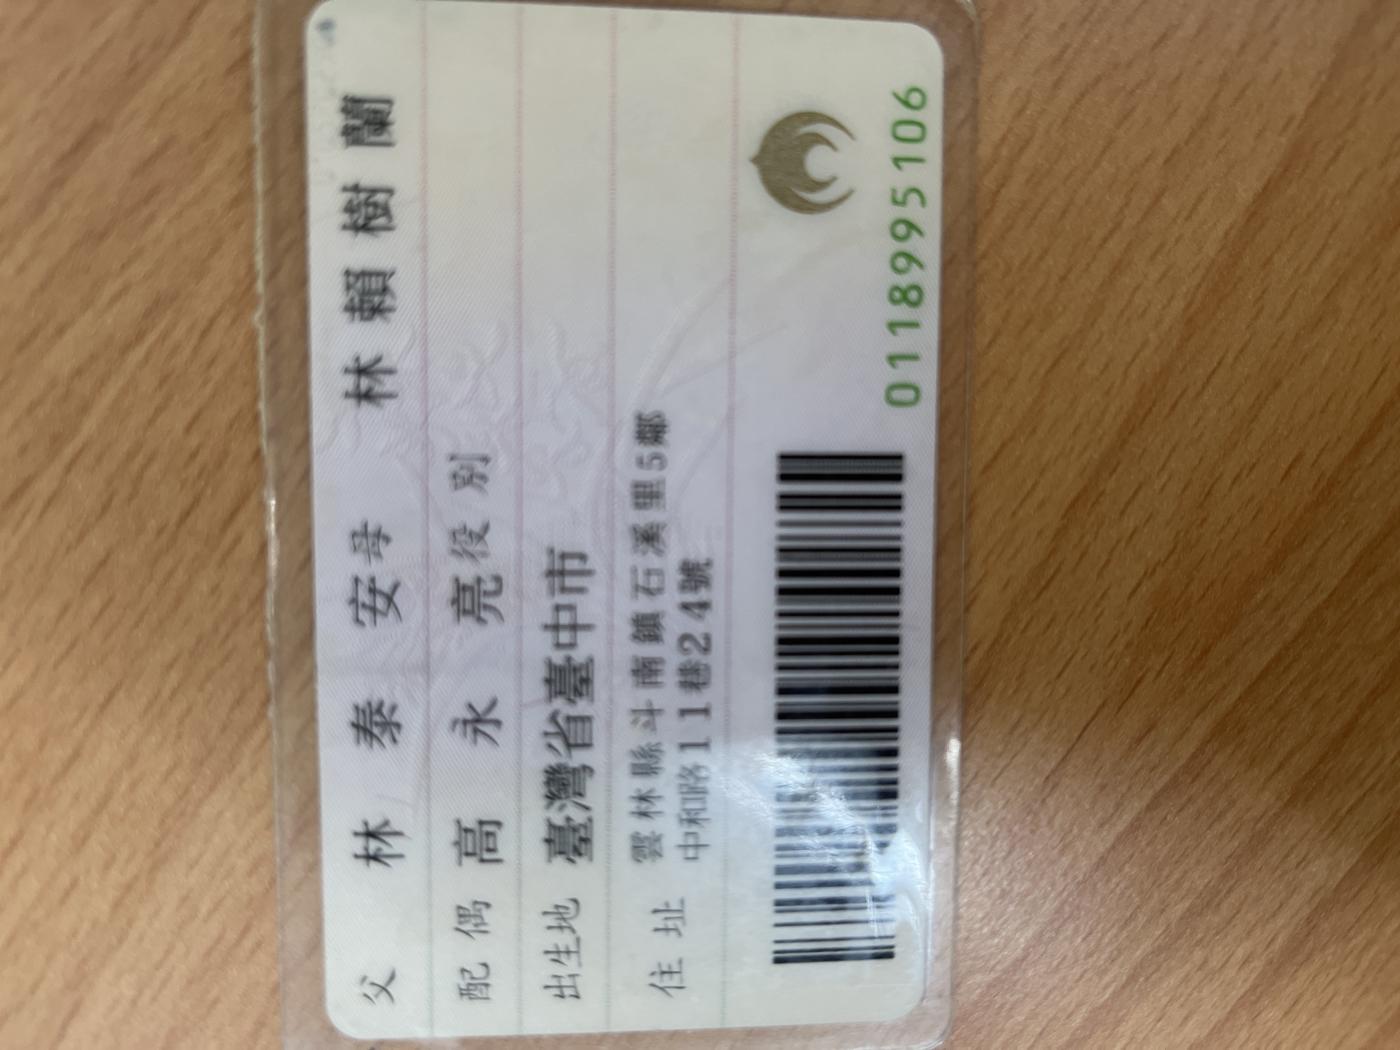 父 林泰安 母 林賴樹蘭
配偶 高永亮 役別
出生地 臺灣省臺中市
住址 雲林縣斗南鎮石溪里5鄰
中和路11巷24號
0118995106